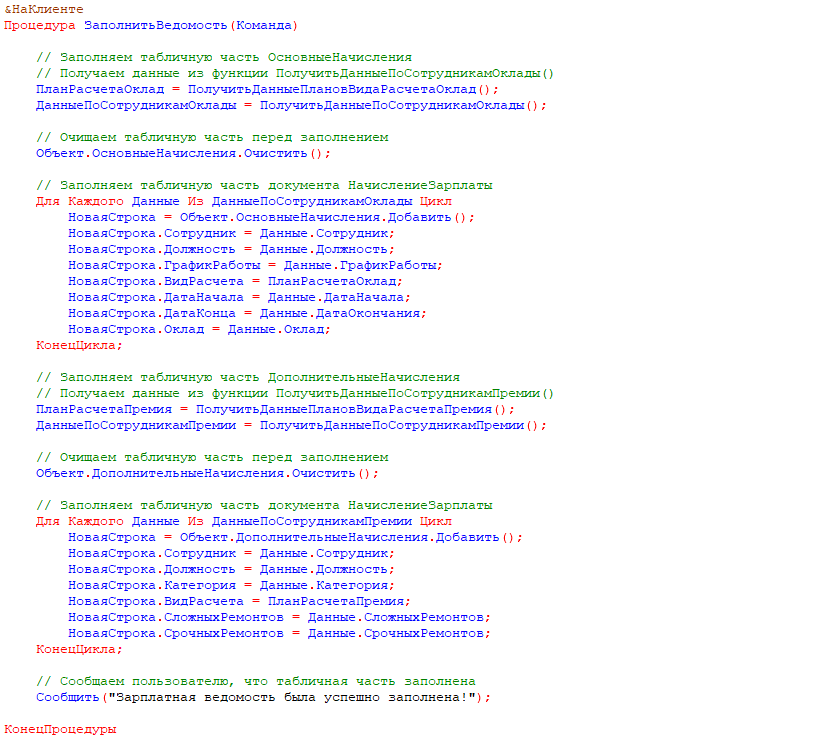 &НаКлиенте
Процедура ЗаполнитьВедомость(Команда)
// Заполняем табличную часть ОсновныеНачисления
// Получаем данные из функции ПолучитьДанныеПоСотрудникамОклады()
ПланРасчетаОклад = ПолучитьДанныеПлановВидаРасчетаОклад();
ДанныеПоСотрудникамОклады = ПолучитьДанныеПоСотрудникамОклады();
// Очищаем табличную часть перед заполнением
Объект.ОсновныеНачисления.Очистить();
// Заполняем табличную часть документа НачислениеЗарплаты
Для Каждого Данные Из ДанныеПоСотрудникамОклады Цикл
НоваяСтрока = Объект.ОсновныеНачисления.Добавить();
НоваяСтрока.Сотрудник = Данные.Сотрудник;
НоваяСтрока.Должность = Данные.Должность;
НоваяСтрока.ГрафикРаботы = Данные.ГрафикРаботы;
НоваяСтрока.ВидРасчета = ПланРасчетаОклад;
НоваяСтрока.ДатаНачала = Данные.ДатаНачала;
НоваяСтрока.ДатаКонца = Данные.ДатаОкончания;
НоваяСтрока.Оклад = Данные.Оклад;
КонецЦикла;
// Заполняем табличную часть ДополнительныеНачисления
// Получаем данные из функции ПолучитьДанныеПоСотрудникамПремии()
ПланРасчетаПремия = ПолучитьДанныеПлановВидаРасчетаПремия();
ДанныеПоСотрудникамПремии = ПолучитьДанныеПоСотрудникамПремии();
// Очищаем табличную часть перед заполнением
Объект.ДополнительныеНачисления.Очистить();
// Заполняем табличную часть документа НачислениеЗарплаты
Для Каждого Данные Из ДанныеПоСотрудникамПремии Цикл
НоваяСтрока = Объект.ДополнительныеНачисления.Добавить();
НоваяСтрока.Сотрудник = Данные.Сотрудник;
НоваяСтрока.Должность = Данные.Должность;
НоваяСтрока.Категория = Данные.Категория;
НоваяСтрока.ВидРасчета = ПланРасчетаПремия;
НоваяСтрока.СложныхРемонтов = Данные.СложныхРемонтов;
НоваяСтрока.СрочныхРемонтов = Данные.СрочныхРемонтов;
КонецЦикла;
// Сообщаем пользователю, что табличная часть заполнена
Сообщить("Зарплатная ведомость была успешно заполнена!");
КонецПроцедуры